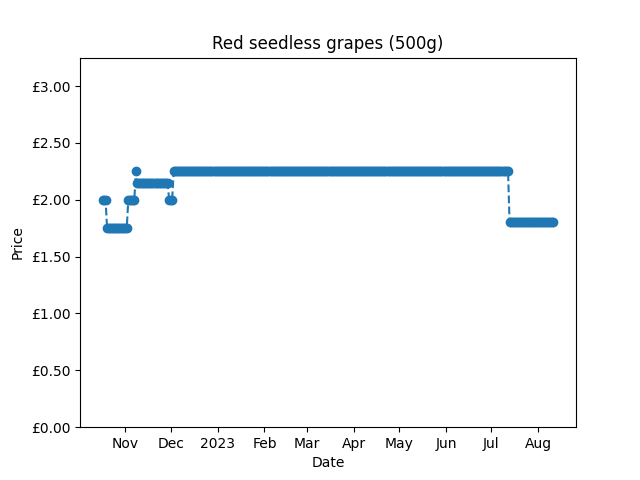 Red seedless grapes (500g)
£3.00
£2.50
£2.00
£1.50
£1.00
£0.50
£0.00
Price
Nov Dec 2023 Feb Mar Apr May Jun Jul Aug
Date